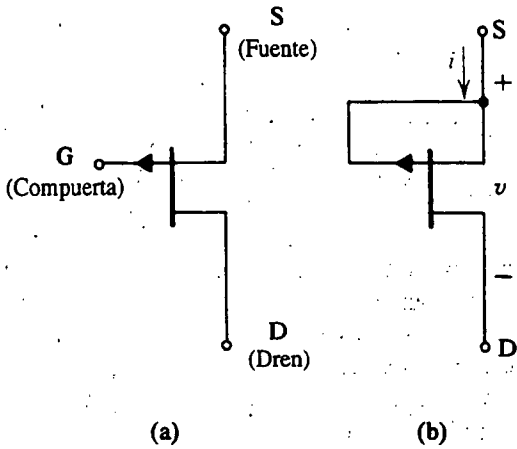 S
(Fuente)
G
(Compuerta)
D
(Dren)
(a)
S
i
+
v
−
D
(b)